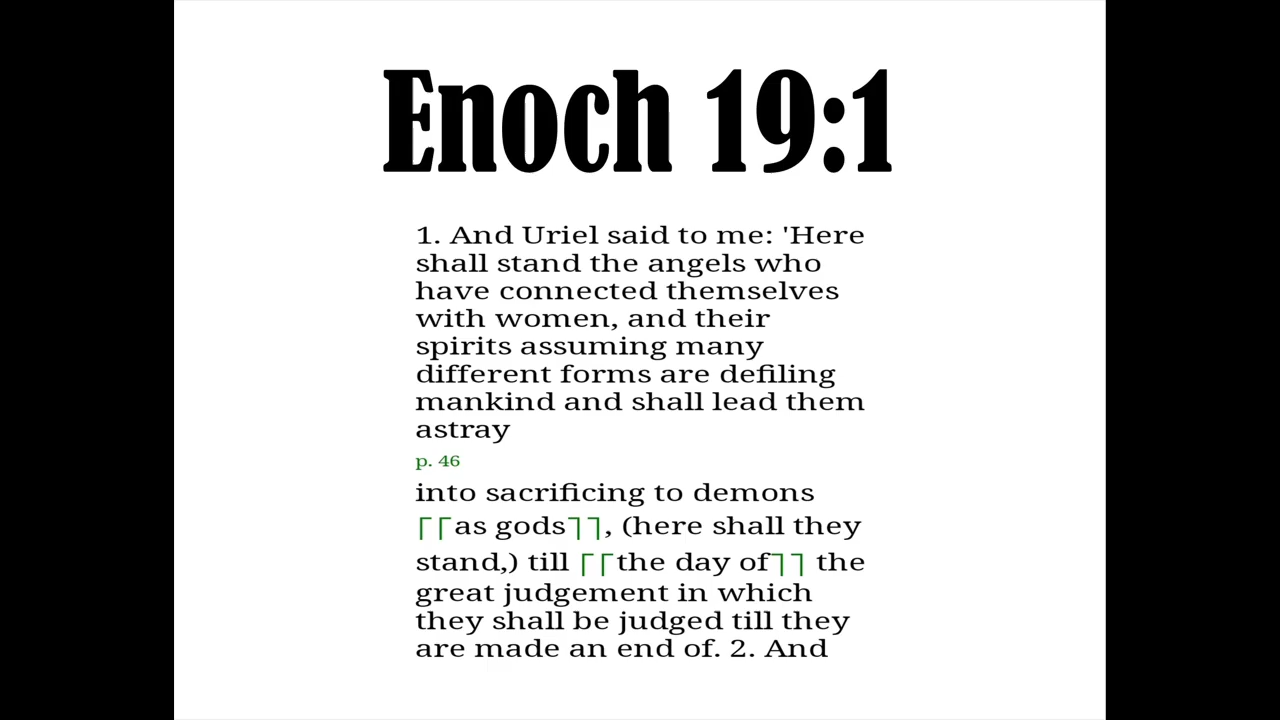 Enoch 19:1
1. And Uriel said to me: 'Here
shall stand the angels who
have connected themselves
with women, and their
spirits assuming many
different forms are defiling
mankind and shall lead them
astray
p. 46
into sacrificing to demons
⌈⌈as gods⌉⌉, (here shall they
stand,) till ⌈⌈the day of⌉⌉ the
great judgement in which
they shall be judged till they
are made an end of. 2. And